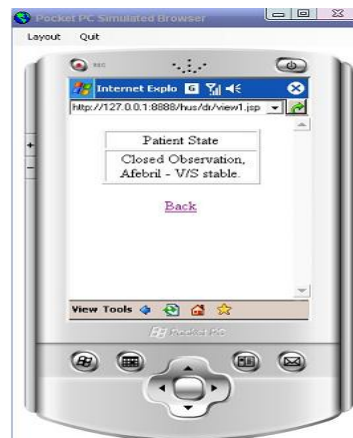 Pocket PC Simulated Browser
Layout Quit
REC
Internet Explo G
http://127.0.0.1:8888/hus/dr/view1.jsp
Patient State
Closed Observation,
Afebril - V/S stable.
Back
View Tools
Pocket PC